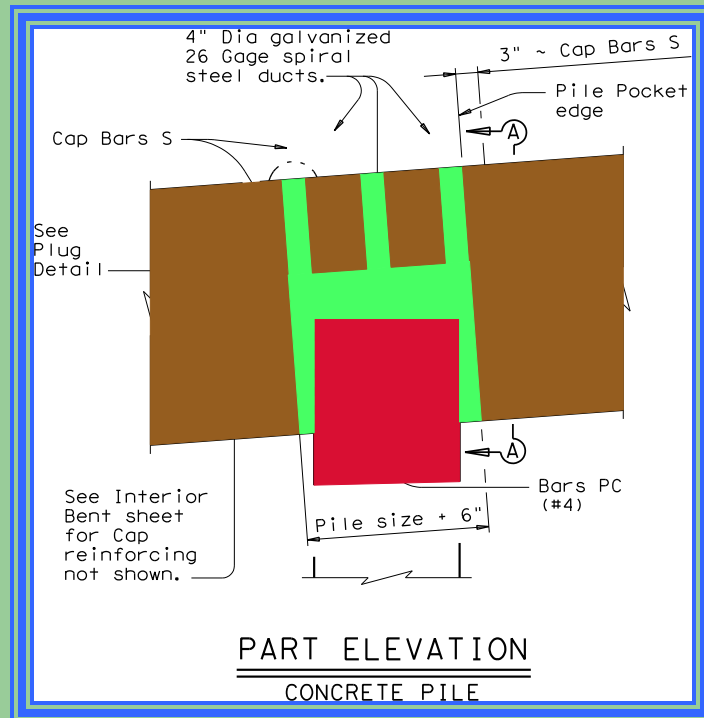 4" Dia galvanized
26 Gage spiral
steel ducts.
3" ~ Cap Bars S
Pile Pocket
edge
A
Cap Bars S
See
Plug
Detail
A
Bars PC
(#4)
See Interior
Bent sheet
for Cap
reinforcing
not shown.
Pile size + 6"
PART ELEVATION
CONCRETE PILE